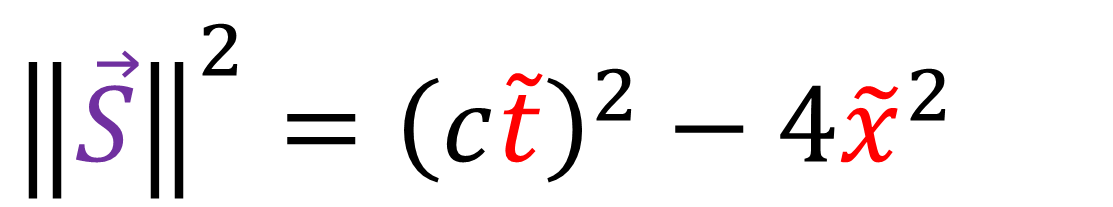 ‖S⃗‖² = (ct̃)² − 4x̃²